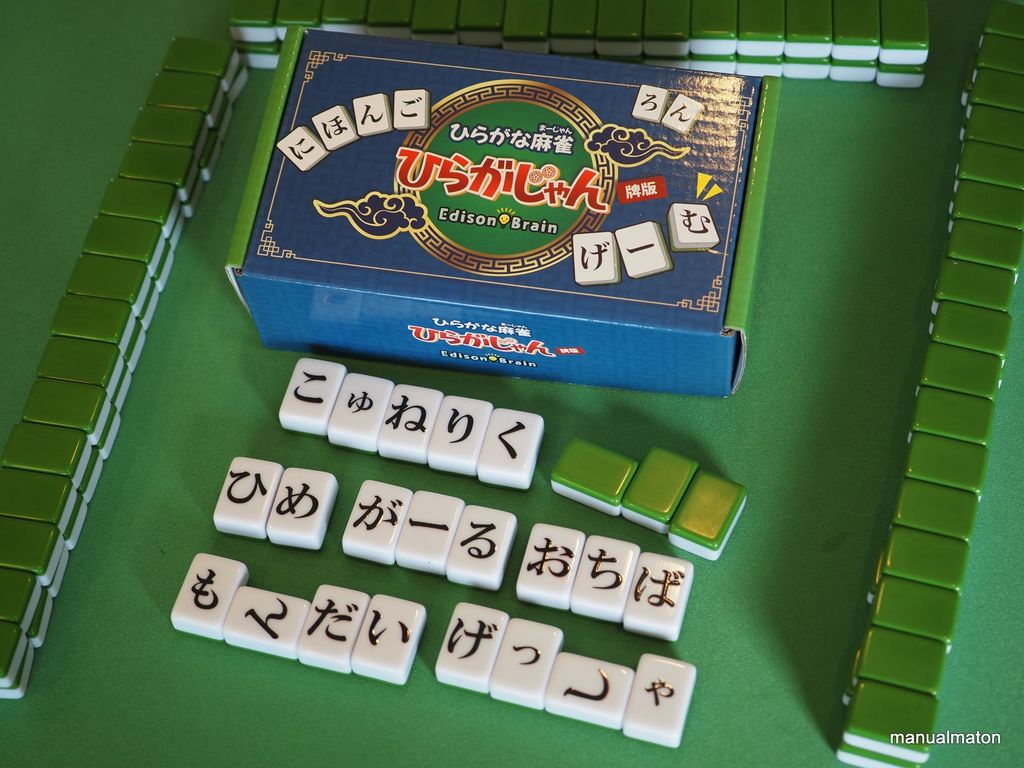 にほんご
ろん
まーじゃん
ひらがな麻雀
ひらがじゃん 牌版
Edison Brain
げーむ
まーじゃん
ひらがな麻雀
ひらがじゃん 牌版
Edison Brain
こゅねりく
ひめ がーる おちば
もんだい げっしゃ
manualmaton